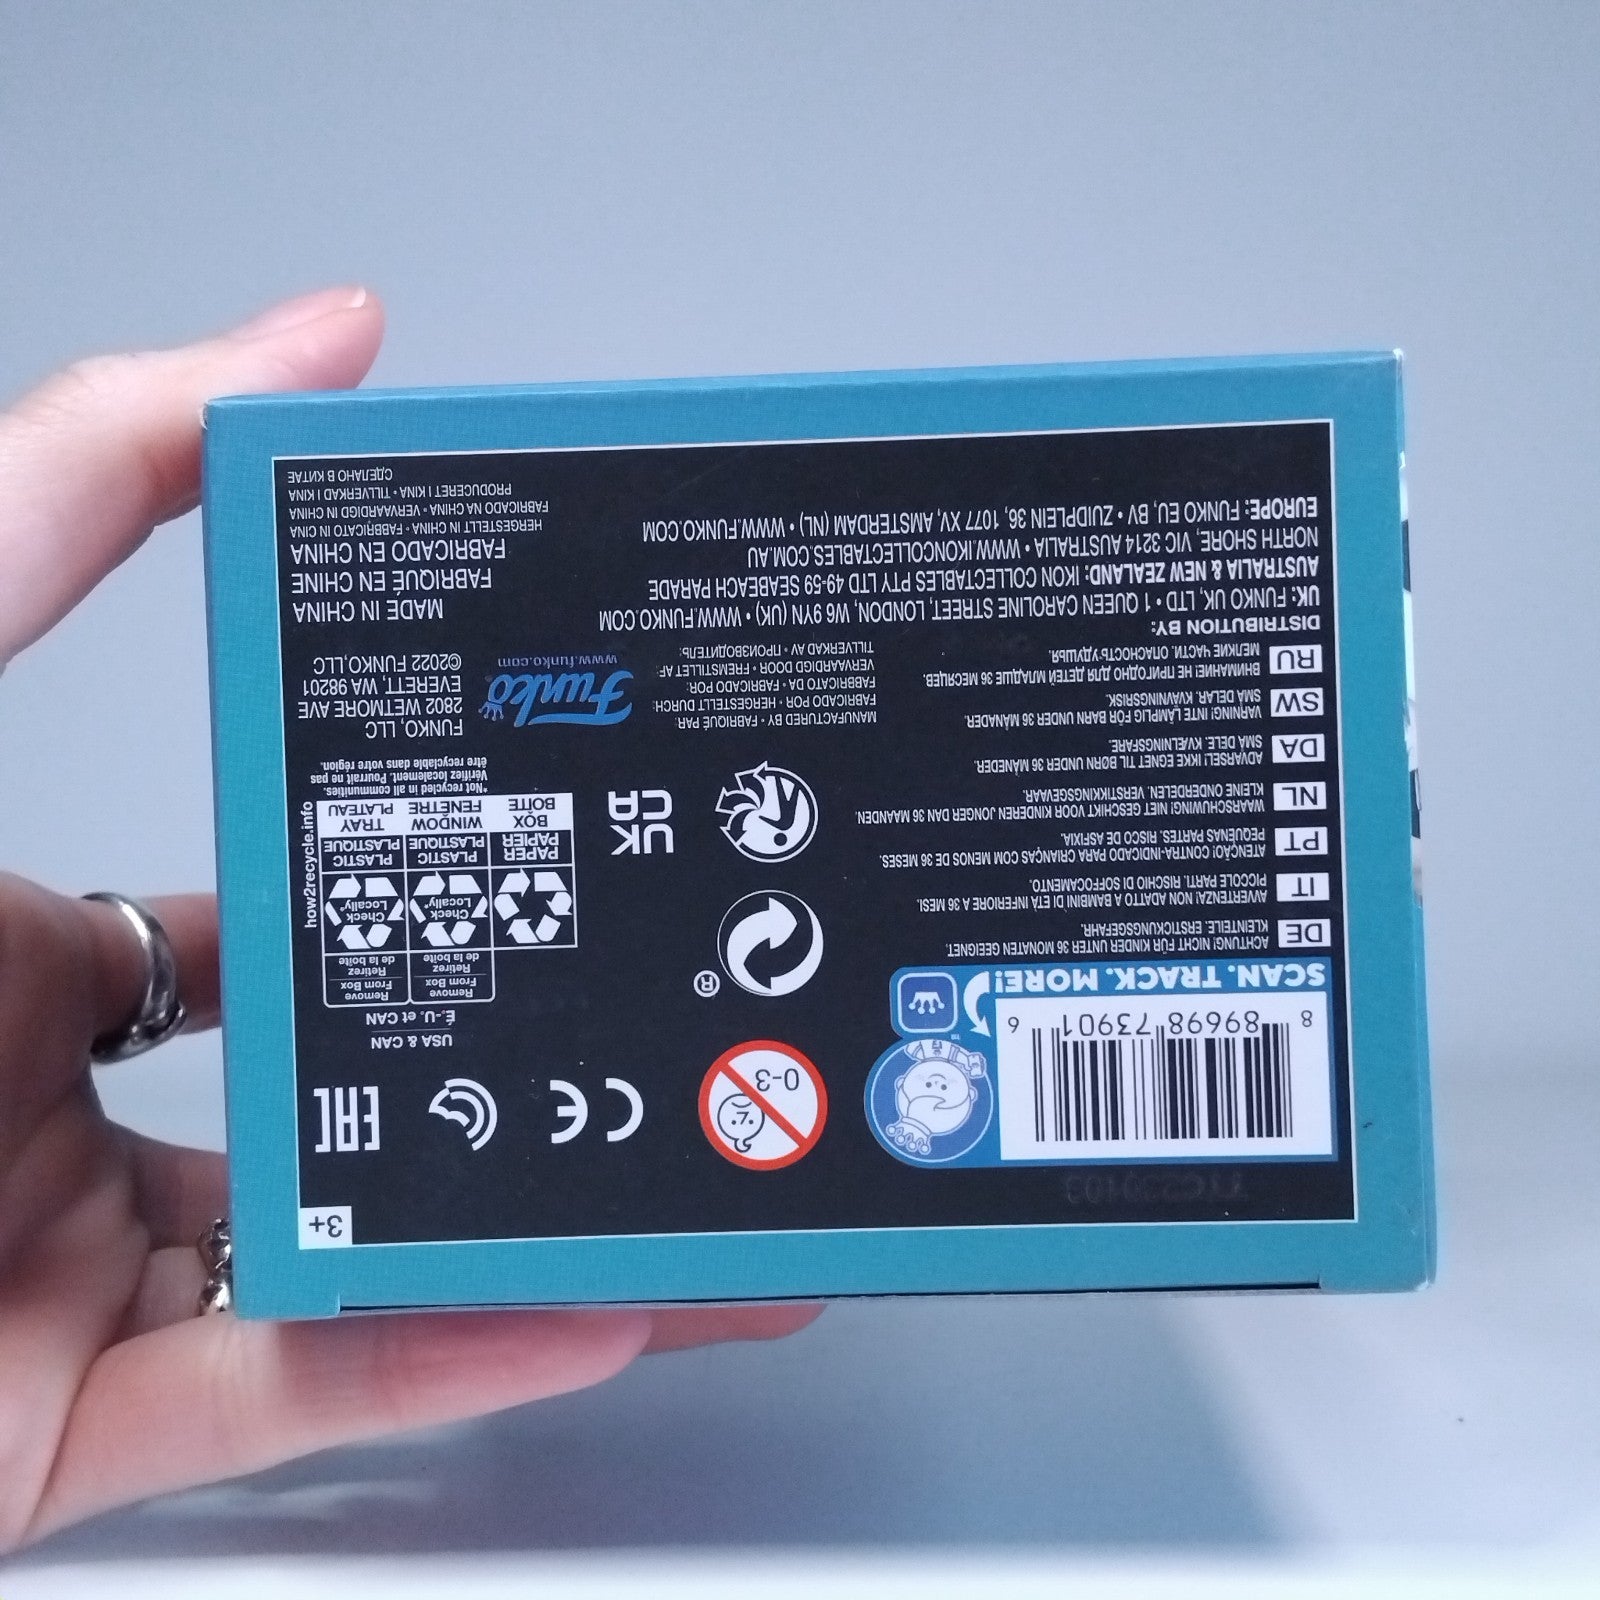 3+
TYC230103
8 89698 73901 6
SCAN. TRACK. MORE!
0-3
CE
EAC
USA & CAN
É.-U. et CAN
Remove
From Box
Retirez
de la boîte
Remove
From Box
Retirez
de la boîte
Check
Locally*
Check
Locally*
PAPER
PAPIER
BOX
BOÎTE
PLASTIC
PLASTIQUE
WINDOW
FENÊTRE
PLASTIC
PLASTIQUE
TRAY
PLATEAU
how2recycle.info
*Not recycled in all communities.
Vérifiez localement. Pourrait ne pas
être recyclable dans votre région.
®
UK
CA
DE ACHTUNG! NICHT FÜR KINDER UNTER 36 MONATEN GEEIGNET.
KLEINTEILE. ERSTICKUNGSGEFAHR.
IT AVVERTENZA! NON ADATTO A BAMBINI DI ETÀ INFERIORE A 36 MESI.
PICCOLE PARTI. RISCHIO DI SOFFOCAMENTO.
PT ATENÇÃO! CONTRA-INDICADO PARA CRIANÇAS COM MENOS DE 36 MESES.
PEQUENAS PARTES. RISCO DE ASFIXIA.
NL WAARSCHUWING! NIET GESCHIKT VOOR KINDEREN JONGER DAN 36 MAANDEN.
KLEINE ONDERDELEN. VERSTIKKINGSGEVAAR.
DA ADVARSEL! IKKE EGNET TIL BØRN UNDER 36 MÅNEDER.
SMÅ DELE. KVÆLNINGSFARE.
SW VARNING! INTE LÄMPLIG FÖR BARN UNDER 36 MÅNADER.
SMÅ DELAR. KVÄVNINGSRISK.
RU ВНИМАНИЕ! НЕ ПРИГОДНО ДЛЯ ДЕТЕЙ МЛАДШЕ 36 МЕСЯЦЕВ.
МЕЛКИЕ ЧАСТИ. ОПАСНОСТЬ УДУШЬЯ.
MANUFACTURED BY • FABRIQUÉ PAR:
FABRICADO POR • HERGESTELLT DURCH:
FABBRICATO DA • FABRICADO POR:
VERVAARDIGD DOOR • FREMSTILLET AF:
TILLVERKAD AV • ПРОИЗВОДИТЕЛЬ:
Funko
www.funko.com
FUNKO, LLC
2802 WETMORE AVE
EVERETT, WA 98201
©2022 FUNKO, LLC
DISTRIBUTION BY:
UK: FUNKO UK, LTD • 1 QUEEN CAROLINE STREET, LONDON, W6 9YN (UK) • WWW.FUNKO.COM
AUSTRALIA & NEW ZEALAND: IKON COLLECTABLES PTY LTD 49-59 SEABEACH PARADE
NORTH SHORE, VIC 3214 AUSTRALIA • WWW.IKONCOLLECTABLES.COM.AU
EUROPE: FUNKO EU, BV • ZUIDPLEIN 36, 1077 XV, AMSTERDAM (NL) • WWW.FUNKO.COM
MADE IN CHINA
FABRIQUÉ EN CHINE
FABRICADO EN CHINA
HERGESTELLT IN CHINA • FABBRICATO IN CINA
FABRICADO NA CHINA • VERVAARDIGD IN CHINA
PRODUCERET I KINA • TILLVERKAD I KINA
СДЕЛАНО В КИТАЕ